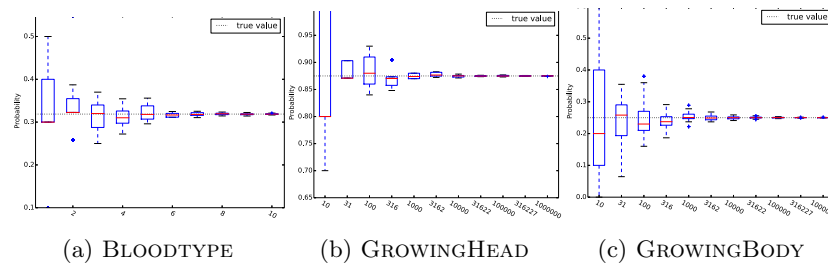 true value
true value
true value
0.5
0.4
0.3
0.2
0.1
Probability
2 4 6 8 10
0.90
0.85
0.80
0.75
0.70
0.65
Probability
10 31 100 316 1000 3162 10000 31622 100000 316227 1000000
0.5
0.4
0.3
0.2
0.1
0.0
Probability
10 31 100 316 1000 3162 10000 31622 100000 316227 1000000
(a) BLOODTYPE
(b) GROWINGHEAD
(c) GROWINGBODY